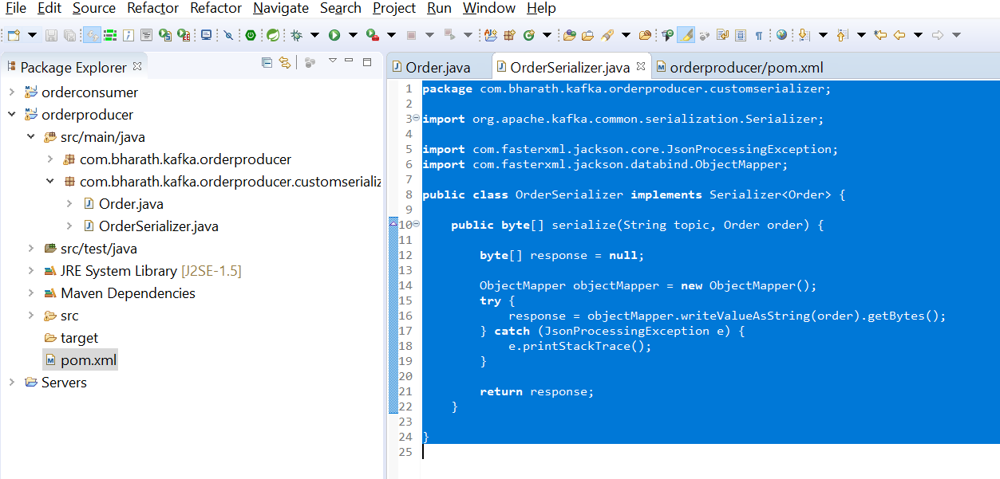 File Edit Source Refactor Refactor Navigate Search Project Run Window Help
Package Explorer
orderconsumer
orderproducer
src/main/java
com.bharath.kafka.orderproducer
com.bharath.kafka.orderproducer.customserializ
Order.java
OrderSerializer.java
src/test/java
JRE System Library [J2SE-1.5]
Maven Dependencies
src
target
pom.xml
Servers
Order.java OrderSerializer.java orderproducer/pom.xml
1 package com.bharath.kafka.orderproducer.customserializer;
2
3 import org.apache.kafka.common.serialization.Serializer;
4
5 import com.fasterxml.jackson.core.JsonProcessingException;
6 import com.fasterxml.jackson.databind.ObjectMapper;
7
8 public class OrderSerializer implements Serializer<Order> {
9
10     public byte[] serialize(String topic, Order order) {
11
12         byte[] response = null;
13
14         ObjectMapper objectMapper = new ObjectMapper();
15         try {
16             response = objectMapper.writeValueAsString(order).getBytes();
17         } catch (JsonProcessingException e) {
18             e.printStackTrace();
19         }
20
21         return response;
22     }
23
24 }
25